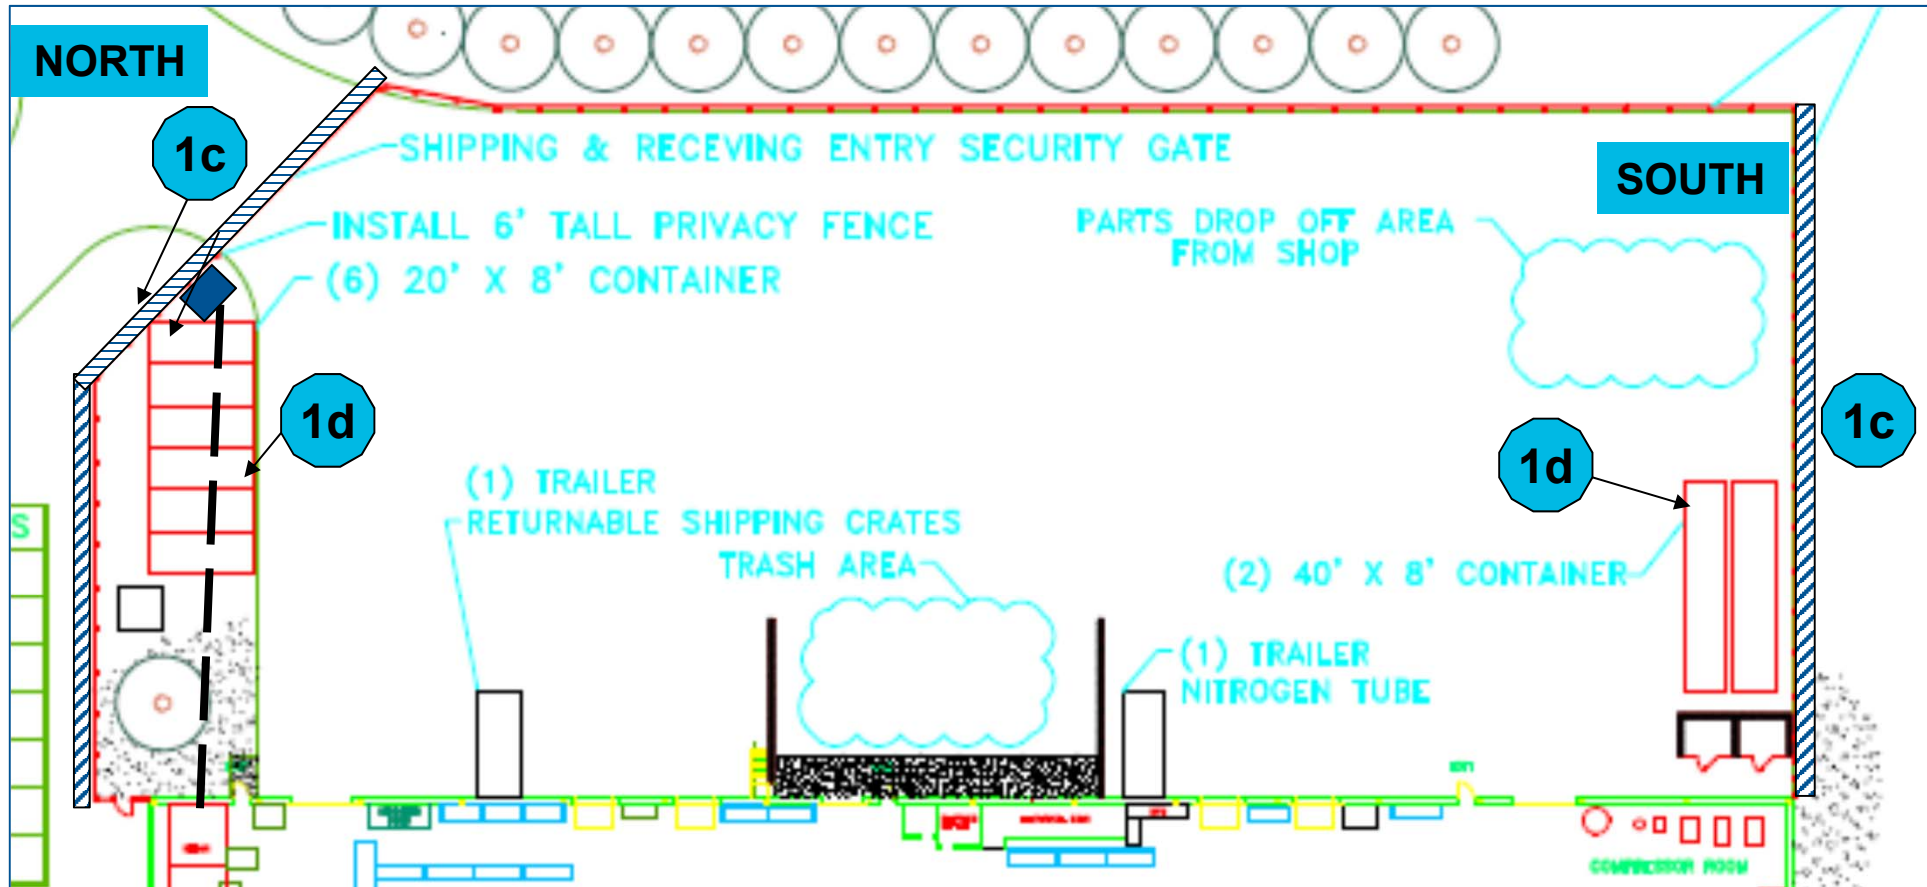 NORTH
1c
SHIPPING & RECEVING ENTRY SECURITY GATE
SOUTH
INSTALL 6' TALL PRIVACY FENCE
PARTS DROP OFF AREA
FROM SHOP
(6) 20' X 8' CONTAINER
1d
1c
1d
(1) TRAILER
RETURNABLE SHIPPING CRATES
S
TRASH AREA
(2) 40' X 8' CONTAINER
(1) TRAILER
NITROGEN TUBE
COMPRESSOR ROOM